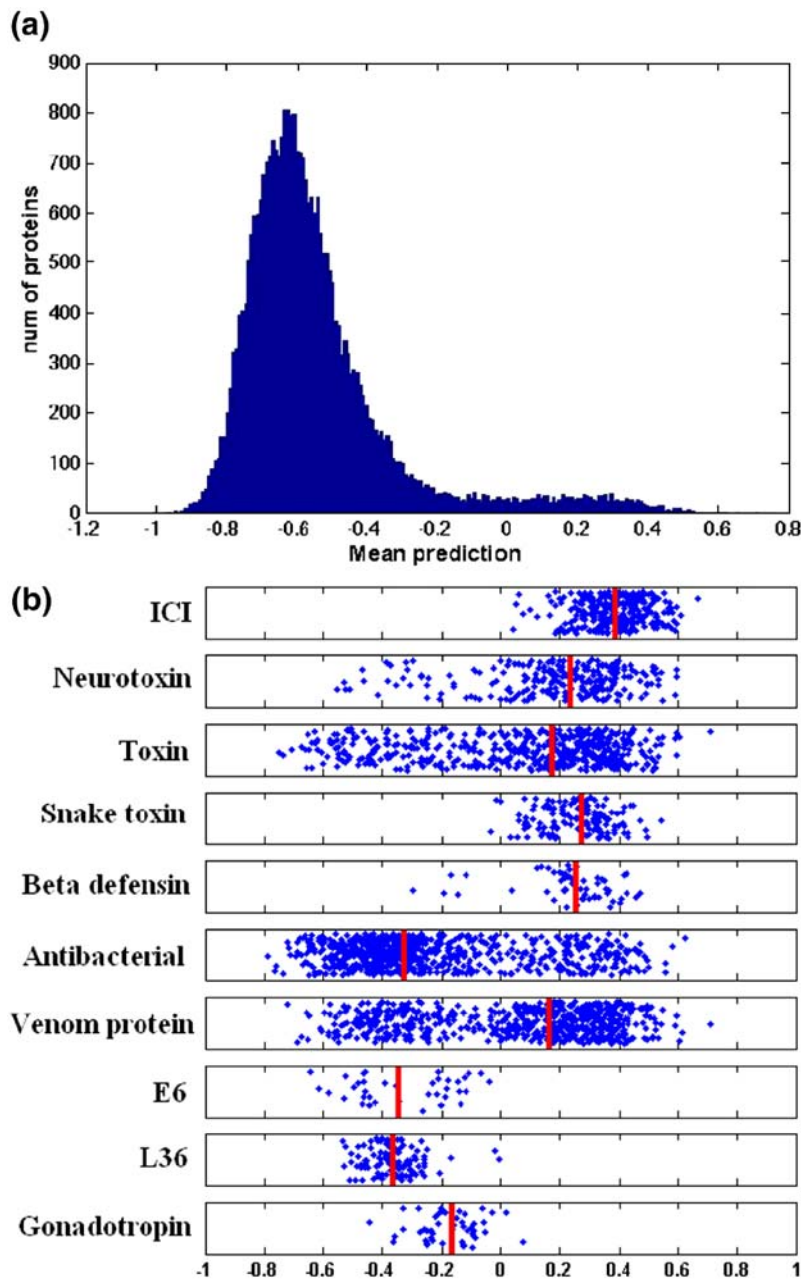 (a)
900
800
700
600
500
400
300
200
100
0
num of proteins
-1.2 -1 -0.8 -0.6 -0.4 -0.2 0 0.2 0.4 0.6 0.8
Mean prediction
(b)
ICI
Neurotoxin
Toxin
Snake toxin
Beta defensin
Antibacterial
Venom protein
E6
L36
Gonadotropin
-1 -0.8 -0.6 -0.4 -0.2 0 0.2 0.4 0.6 0.8 1